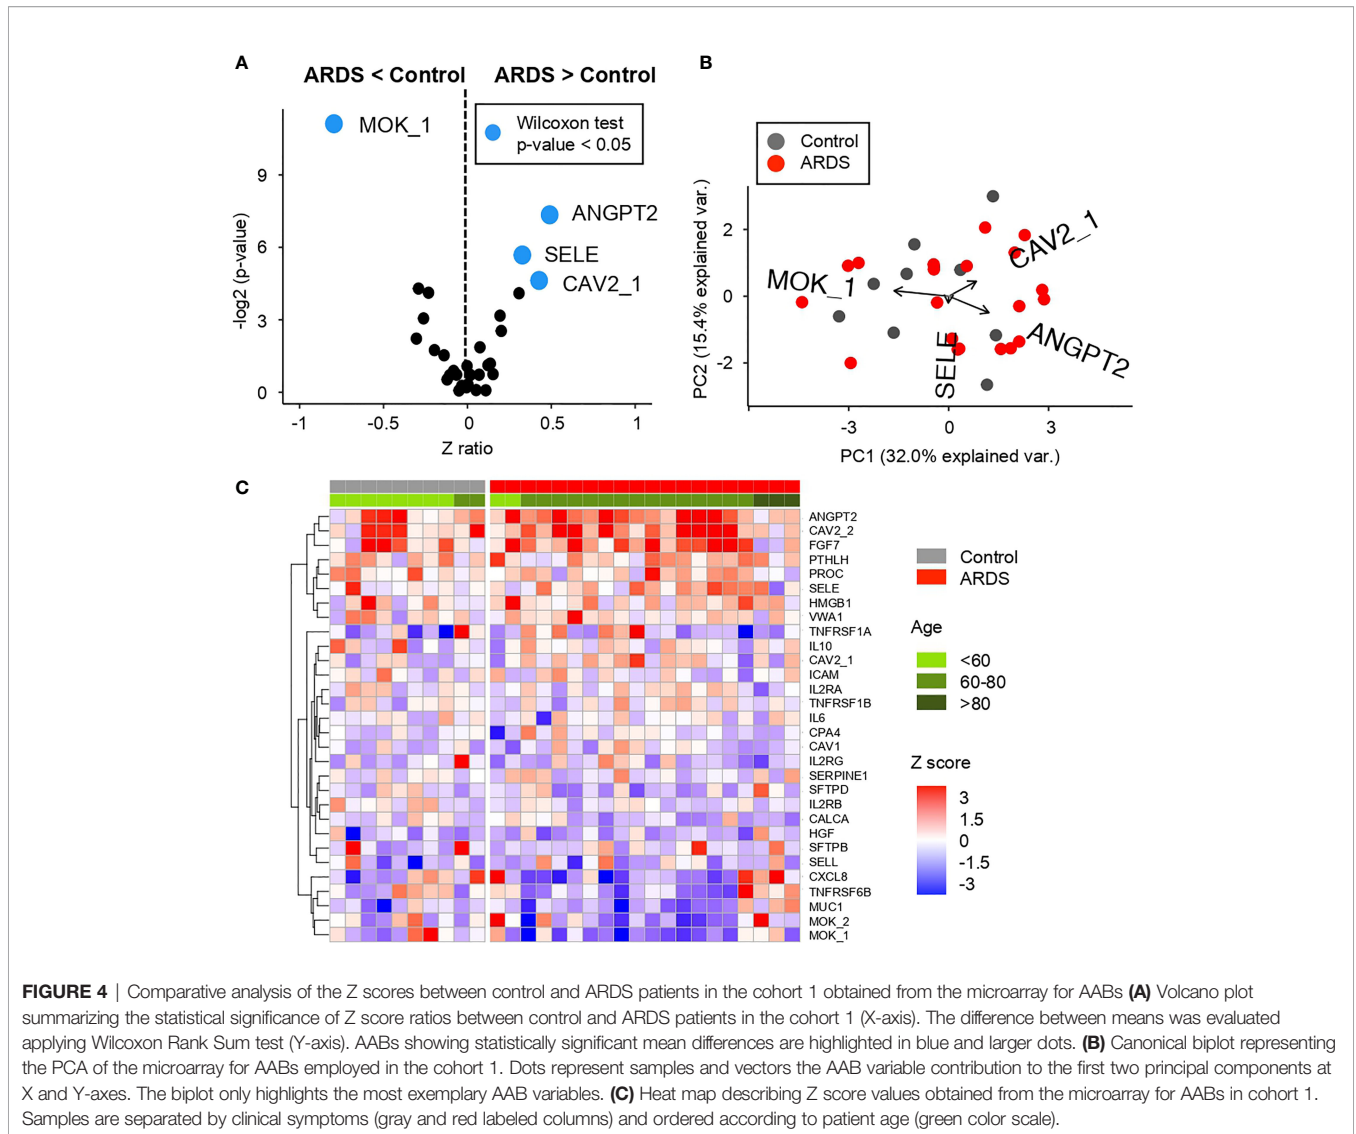 A
ARDS < Control
ARDS > Control
MOK_1
Wilcoxon test
p-value < 0.05
ANGPT2
SELE
CAV2_1
-log2 (p-value)
9
6
3
0
-1
-0.5
0
0.5
1
Z ratio
B
Control
ARDS
PC2 (15.4% explained var.)
2
0
-2
CAV2_1
MOK_1
ANGPT2
SELE
-3
0
3
PC1 (32.0% explained var.)
C
ANGPT2
CAV2_2
FGF7
PTHLH
PROC
SELE
HMGB1
VWA1
TNFRSF1A
IL10
CAV2_1
ICAM
IL2RA
TNFRSF1B
IL6
CPA4
CAV1
IL2RG
SERPINE1
SFTPD
IL2RB
CALCA
HGF
SFTPB
SELL
CXCL8
TNFRSF6B
MUC1
MOK_2
MOK_1
Control
ARDS
Age
<60
60-80
>80
Z score
3
1.5
0
-1.5
-3
FIGURE 4 | Comparative analysis of the Z scores between control and ARDS patients in the cohort 1 obtained from the microarray for AABs (A) Volcano plot
summarizing the statistical significance of Z score ratios between control and ARDS patients in the cohort 1 (X-axis). The difference between means was evaluated
applying Wilcoxon Rank Sum test (Y-axis). AABs showing statistically significant mean differences are highlighted in blue and larger dots. (B) Canonical biplot representing
the PCA of the microarray for AABs employed in the cohort 1. Dots represent samples and vectors the AAB variable contribution to the first two principal components at
X and Y-axes. The biplot only highlights the most exemplary AAB variables. (C) Heat map describing Z score values obtained from the microarray for AABs in cohort 1.
Samples are separated by clinical symptoms (gray and red labeled columns) and ordered according to patient age (green color scale).